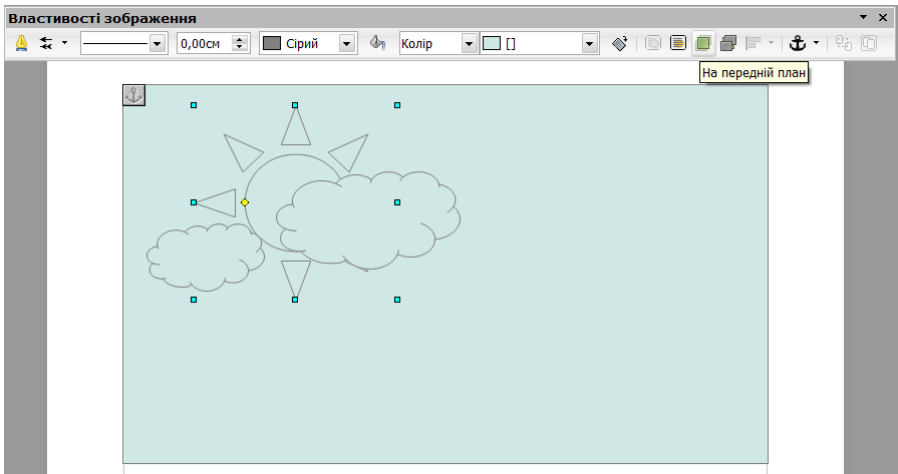 Властивості зображення
0,00см
Сірий
Колір
[]
На передній план